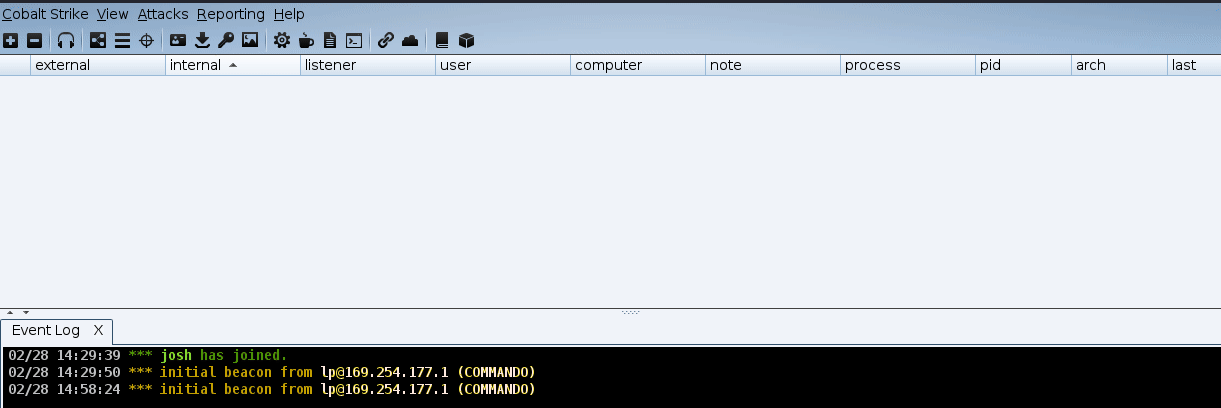 Cobalt Strike View Attacks Reporting Help
external internal listener user computer note process pid arch last
Event Log X
02/28 14:29:39 *** josh has joined.
02/28 14:29:50 *** initial beacon from lp@169.254.177.1 (COMMANDO)
02/28 14:58:24 *** initial beacon from lp@169.254.177.1 (COMMANDO)